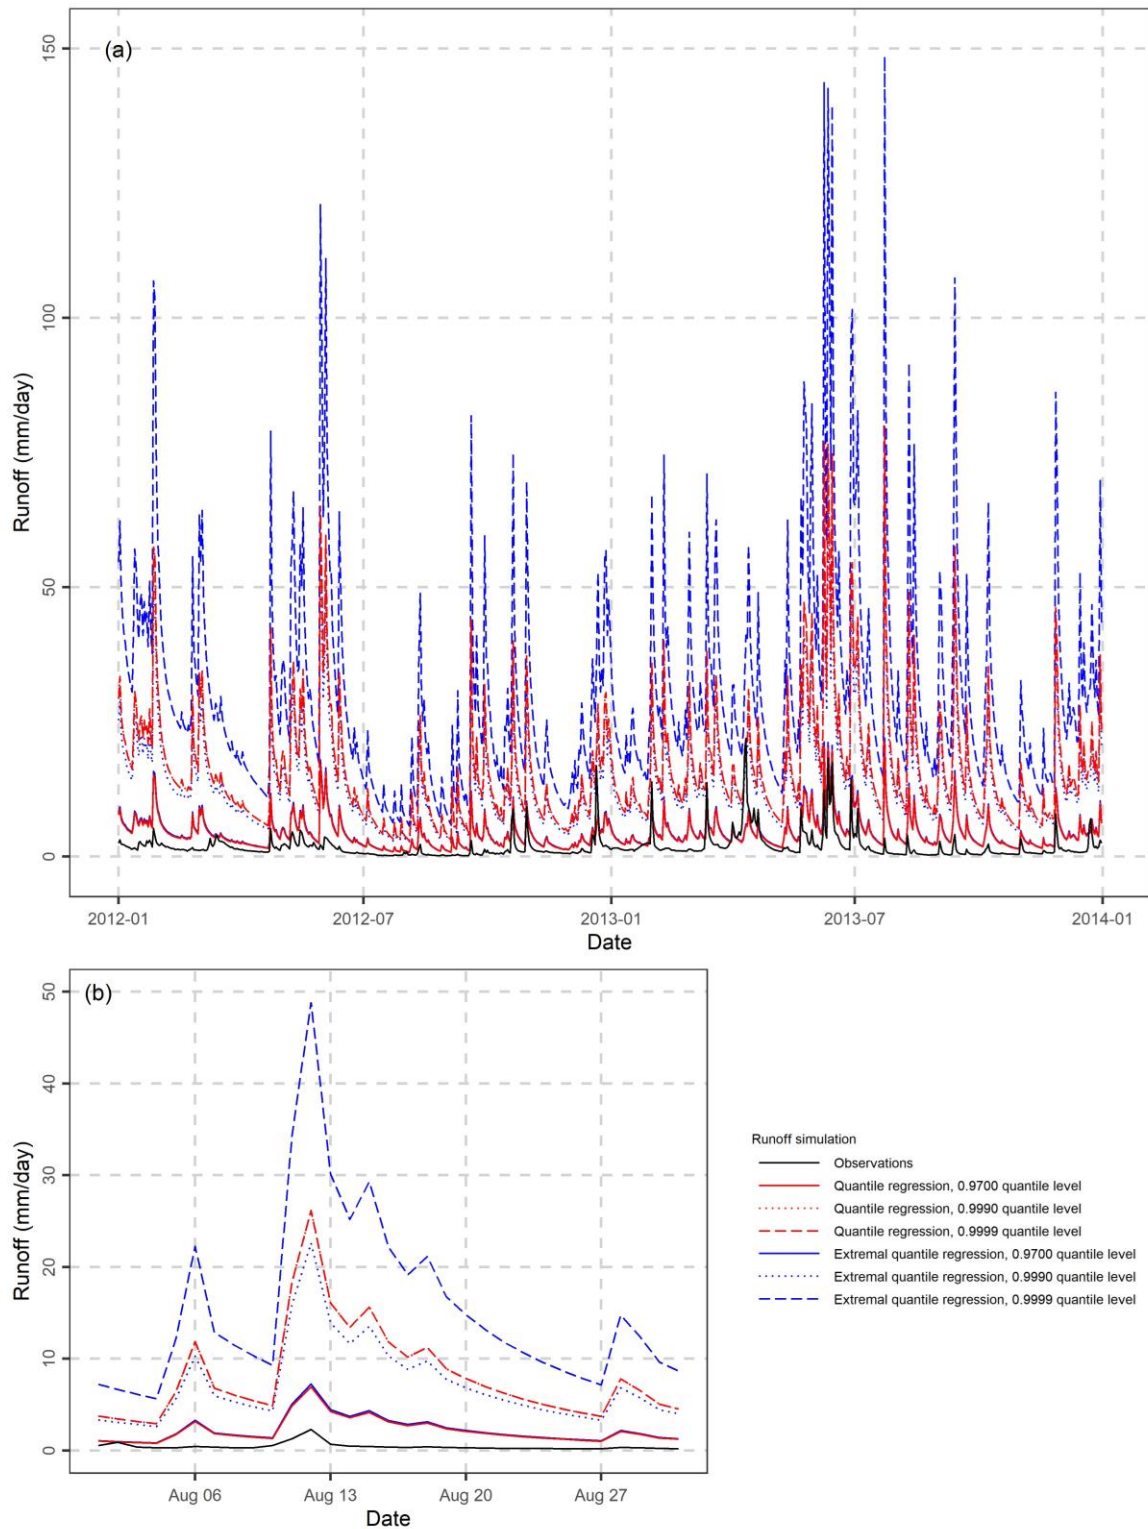 (a)
150
100
50
0
Runoff (mm/day)
2012-01 2012-07 2013-01 2013-07 2014-01
Date
(b)
50
40
30
20
10
0
Runoff (mm/day)
Aug 06 Aug 13 Aug 20 Aug 27
Date
Runoff simulation
Observations
Quantile regression, 0.9700 quantile level
Quantile regression, 0.9990 quantile level
Quantile regression, 0.9999 quantile level
Extremal quantile regression, 0.9700 quantile level
Extremal quantile regression, 0.9990 quantile level
Extremal quantile regression, 0.9999 quantile level